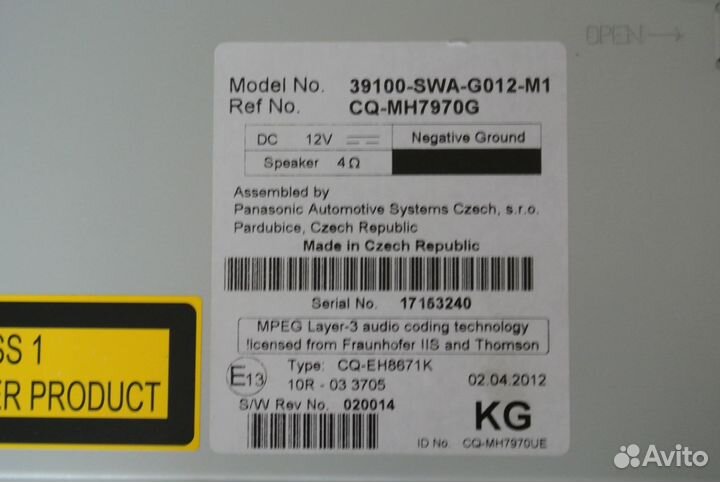 OPEN
Model No. 39100-SWA-G012-M1
Ref No. CQ-MH7970G
DC 12V Negative Ground
Speaker 4Ω
Assembled by
Panasonic Automotive Systems Czech, s.r.o.
Pardubice, Czech Republic
Made in Czech Republic
Serial No. 17153240
MPEG Layer-3 audio coding technology
licensed from Fraunhofer IIS and Thomson
E13 Type: CQ-EH8671K
10R - 03 3705 02.04.2012
S/W Rev No. 020014 KG
ID No. CQ-MH7970UE
SS 1
ER PRODUCT
Avito